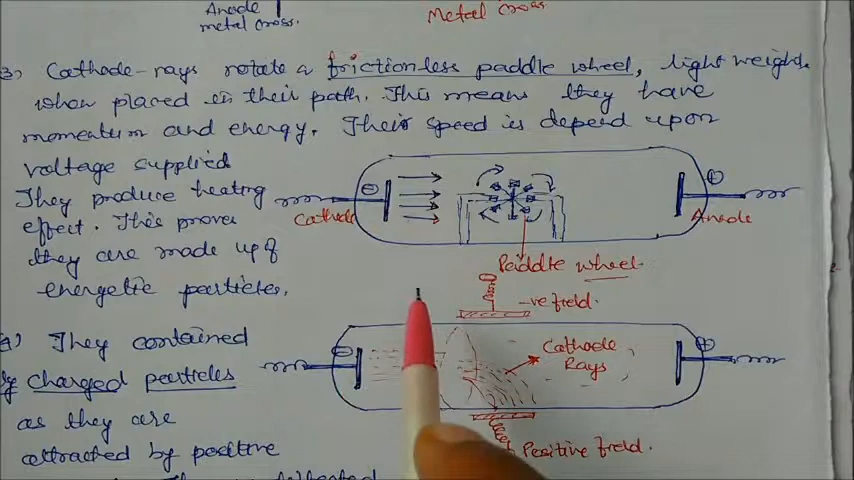 Anode
metal cross.
Metal cross.
3) Cathode-rays rotate a frictionless paddle wheel, light weight
when placed in their path. This means they have
momentum and energy. Their speed is depend upon
voltage supplied
They produce heating
effect. This proves
they are made up of
energetic particles.
Cathode
Anode
Paddle wheel.
-ve field.
They contained
charged particles
as they are
attracted by positive
Cathode
Rays
Positive field.